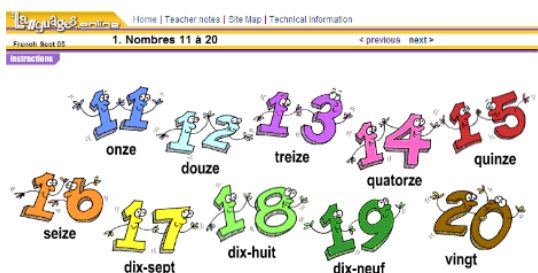 Languages online
Home | Teacher notes | Site Map | Technical information
French Sect 05
1. Nombres 11 à 20
< previous next >
Instructions
11 12 13 14 15
onze
douze
treize
quatorze
quinze
16 17 18 19 20
seize
dix-sept
dix-huit
dix-neuf
vingt